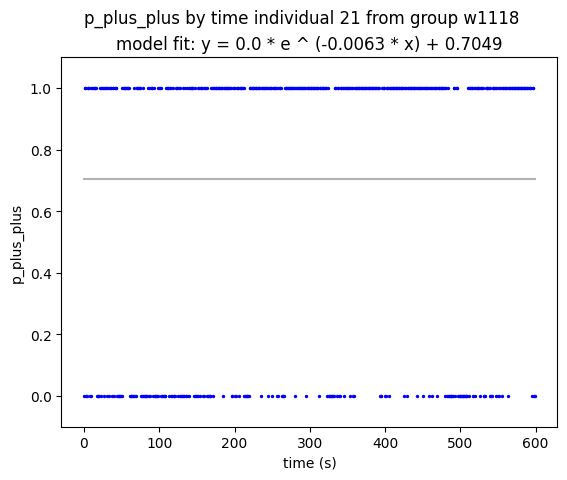 p_plus_plus by time individual 21 from group w1118
model fit: y = 0.0 * e ^ (-0.0063 * x) + 0.7049
1.0
0.8
0.6
0.4
0.2
0.0
p_plus_plus
0 100 200 300 400 500 600
time (s)